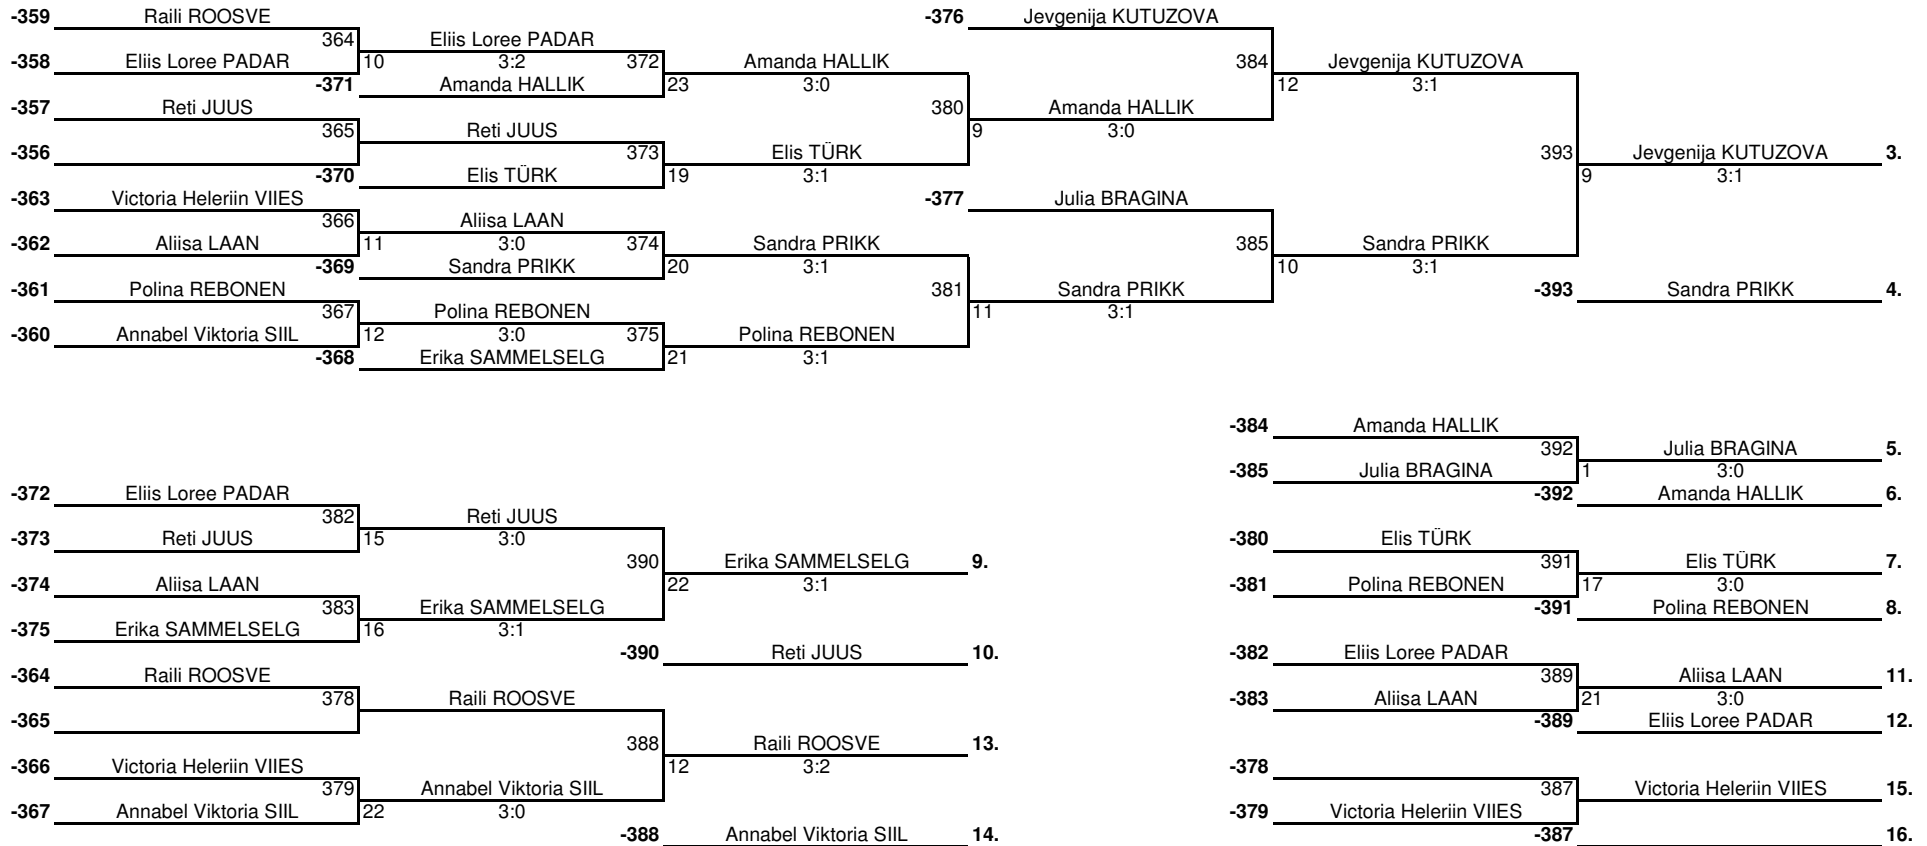 -359 Raili ROOSVE -376 Jevgenija KUTUZOVA
364 Eliis Loree PADAR
-358 Eliis Loree PADAR 10 3:2 372 Amanda HALLIK 384 Jevgenija KUTUZOVA
-371 Amanda HALLIK 23 3:0 12 3:1
-357 Reti JUUS 380 Amanda HALLIK
365 Reti JUUS 9 3:0
-356 373 Elis TÜRK 393 Jevgenija KUTUZOVA 3.
-370 Elis TÜRK 19 3:1 9 3:1
-363 Victoria Heleriin VIIES -377 Julia BRAGINA
366 Aliisa LAAN
-362 Aliisa LAAN 11 3:0 374 Sandra PRIKK 385 Sandra PRIKK
-369 Sandra PRIKK 20 3:1 10 3:1
-361 Polina REBONEN 381 Sandra PRIKK -393 Sandra PRIKK 4.
367 Polina REBONEN 11 3:1
-360 Annabel Viktoria SIIL 12 3:0 375 Polina REBONEN
-368 Erika SAMMELSELG 21 3:1
-384 Amanda HALLIK
392 Julia BRAGINA 5.
-385 Julia BRAGINA 1 3:0
-372 Eliis Loree PADAR -392 Amanda HALLIK 6.
382 Reti JUUS
-373 Reti JUUS 15 3:0 -380 Elis TÜRK
390 Erika SAMMELSELG 9. 391 Elis TÜRK 7.
-374 Aliisa LAAN 22 3:1 -381 Polina REBONEN 17 3:0
383 Erika SAMMELSELG -391 Polina REBONEN 8.
-375 Erika SAMMELSELG 16 3:1
-390 Reti JUUS 10. -382 Eliis Loree PADAR
-364 Raili ROOSVE 389 Aliisa LAAN 11.
378 Raili ROOSVE -383 Aliisa LAAN 21 3:0
-365 -389 Eliis Loree PADAR 12.
388 Raili ROOSVE 13.
-366 Victoria Heleriin VIIES 12 3:2 -378
379 Annabel Viktoria SIIL 387 Victoria Heleriin VIIES 15.
-367 Annabel Viktoria SIIL 22 3:0 -379 Victoria Heleriin VIIES
-388 Annabel Viktoria SIIL 14. -387 16.